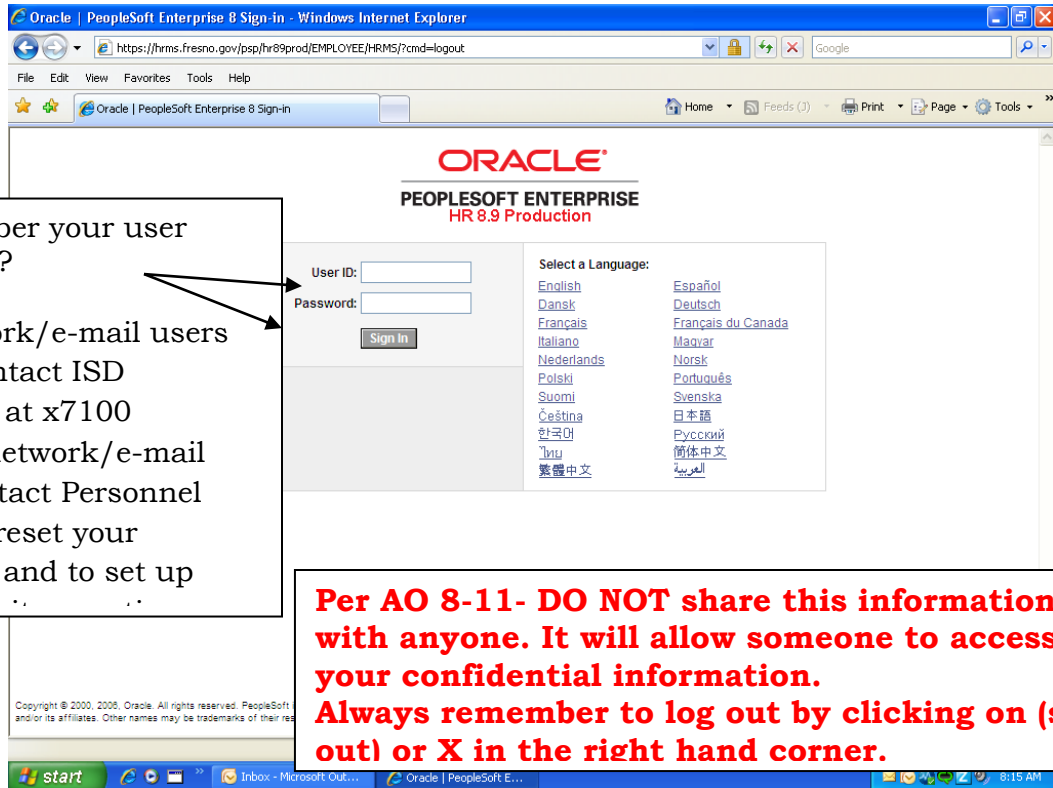 Oracle | PeopleSoft Enterprise 8 Sign-in - Windows Internet Explorer
https://hrms.fresno.gov/psp/hr89prod/EMPLOYEE/HRMS/?cmd=logout
Google
File Edit View Favorites Tools Help
Oracle | PeopleSoft Enterprise 8 Sign-in
Home Feeds (J) Print Page Tools »
ORACLE®
PEOPLESOFT ENTERPRISE
HR 8.9 Production
your user
?
User ID:
Password:
Sign In
/e-mail users
ISD
at x7100
/e-mail
Personnel
reset your
and to set up
Select a Language:
English Español
Dansk Deutsch
Français Français du Canada
Italiano Magyar
Nederlands Norsk
Polski Português
Suomi Svenska
Čeština 日本語
한국어 Русский
ไทย 简体中文
繁體中文 العربية
Per AO 8-11- DO NOT share this information
with anyone. It will allow someone to access
your confidential information.
Always remember to log out by clicking on (
out) or X in the right hand corner.
Copyright © 2000, 2006, Oracle. All rights reserved. PeopleSoft
and/or its affiliates. Other names may be trademarks of their
start » Inbox - Microsoft Out... Oracle | PeopleSoft E... 8:15 AM